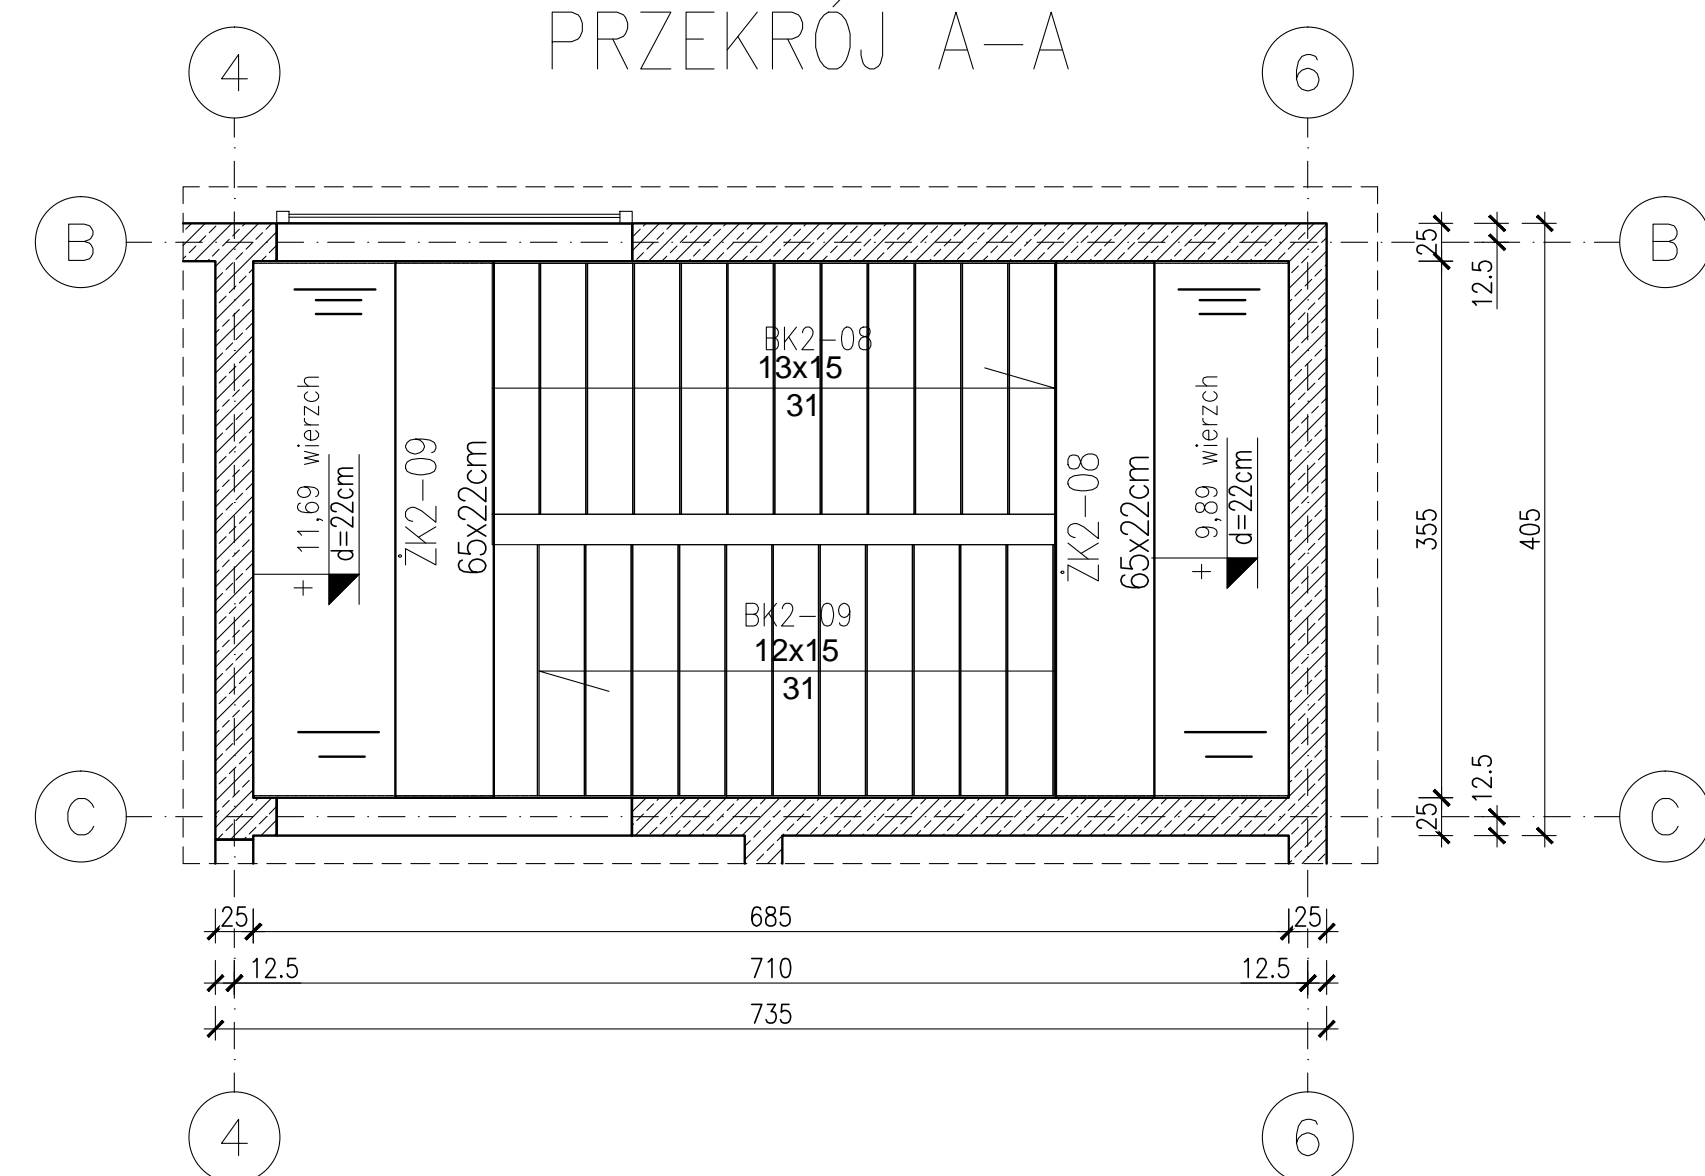 PRZEKRÓJ A-A
4
6
B
B
25
12.5
BK2-08
13x15
31
+ 11,69 wierzch
d=22cm
ŻK2-09
65x22cm
ŻK2-08
65x22cm
+ 9,89 wierzch
d=22cm
355
405
BK2-09
12x15
31
C
C
12.5
25
25
685
25
12.5
710
12.5
735
4
6